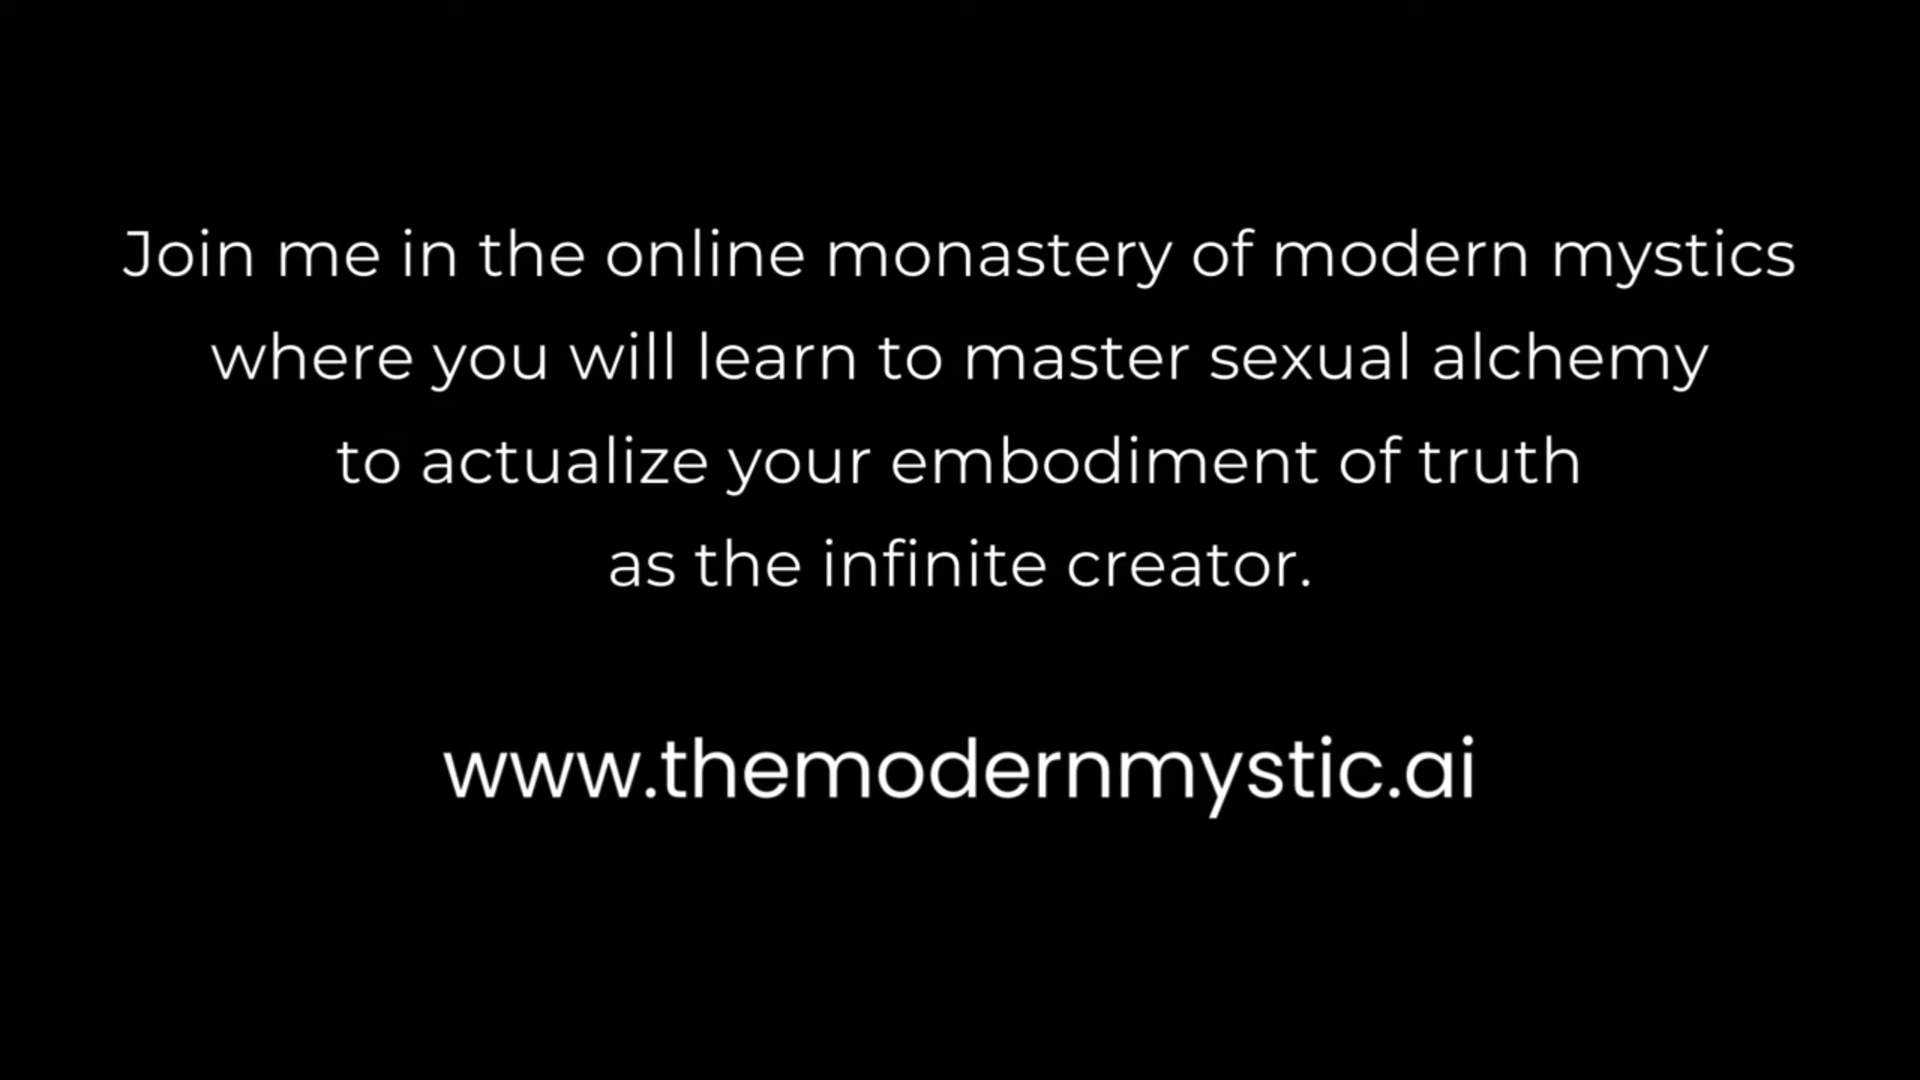 Join me in the online monastery of modern mystics
where you will learn to master sexual alchemy
to actualize your embodiment of truth
as the infinite creator.
www.themodernmystic.ai